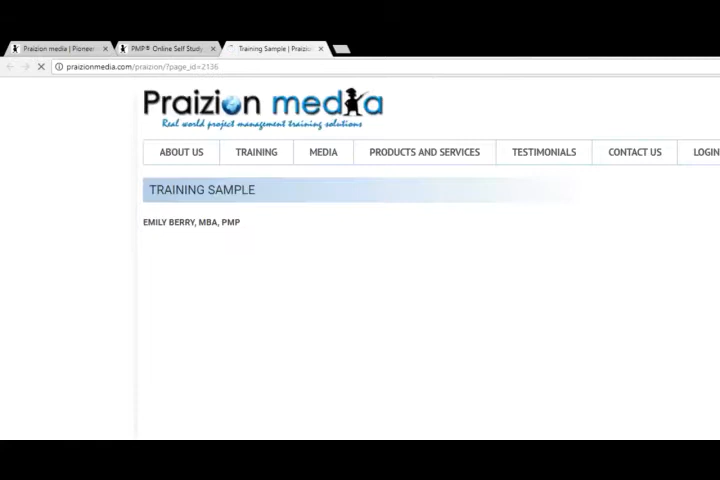 Praizion media | Pionee
PMP® Online Self Study
Training Sample | Praizio
praizionmedia.com/praizion/?page_id=2136
Praizion media
Real world project management training solutions
ABOUT US
TRAINING
MEDIA
PRODUCTS AND SERVICES
TESTIMONIALS
CONTACT US
LOGIN
TRAINING SAMPLE
EMILY BERRY, MBA, PMP